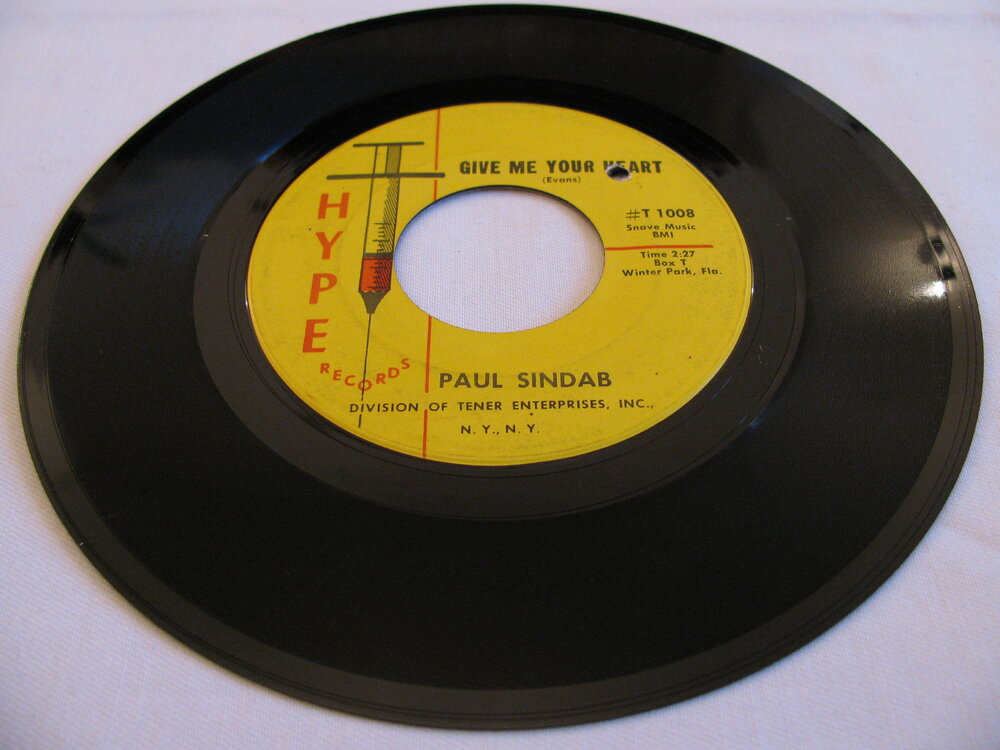 HYPE
RECORDS
GIVE ME YOUR HEART
(Evans)
#T 1008
Snave Music
BMI
Time 2:27
Box T
Winter Park, Fla.
PAUL SINDAB
DIVISION OF TENER ENTERPRISES, INC.,
N. Y., N. Y.